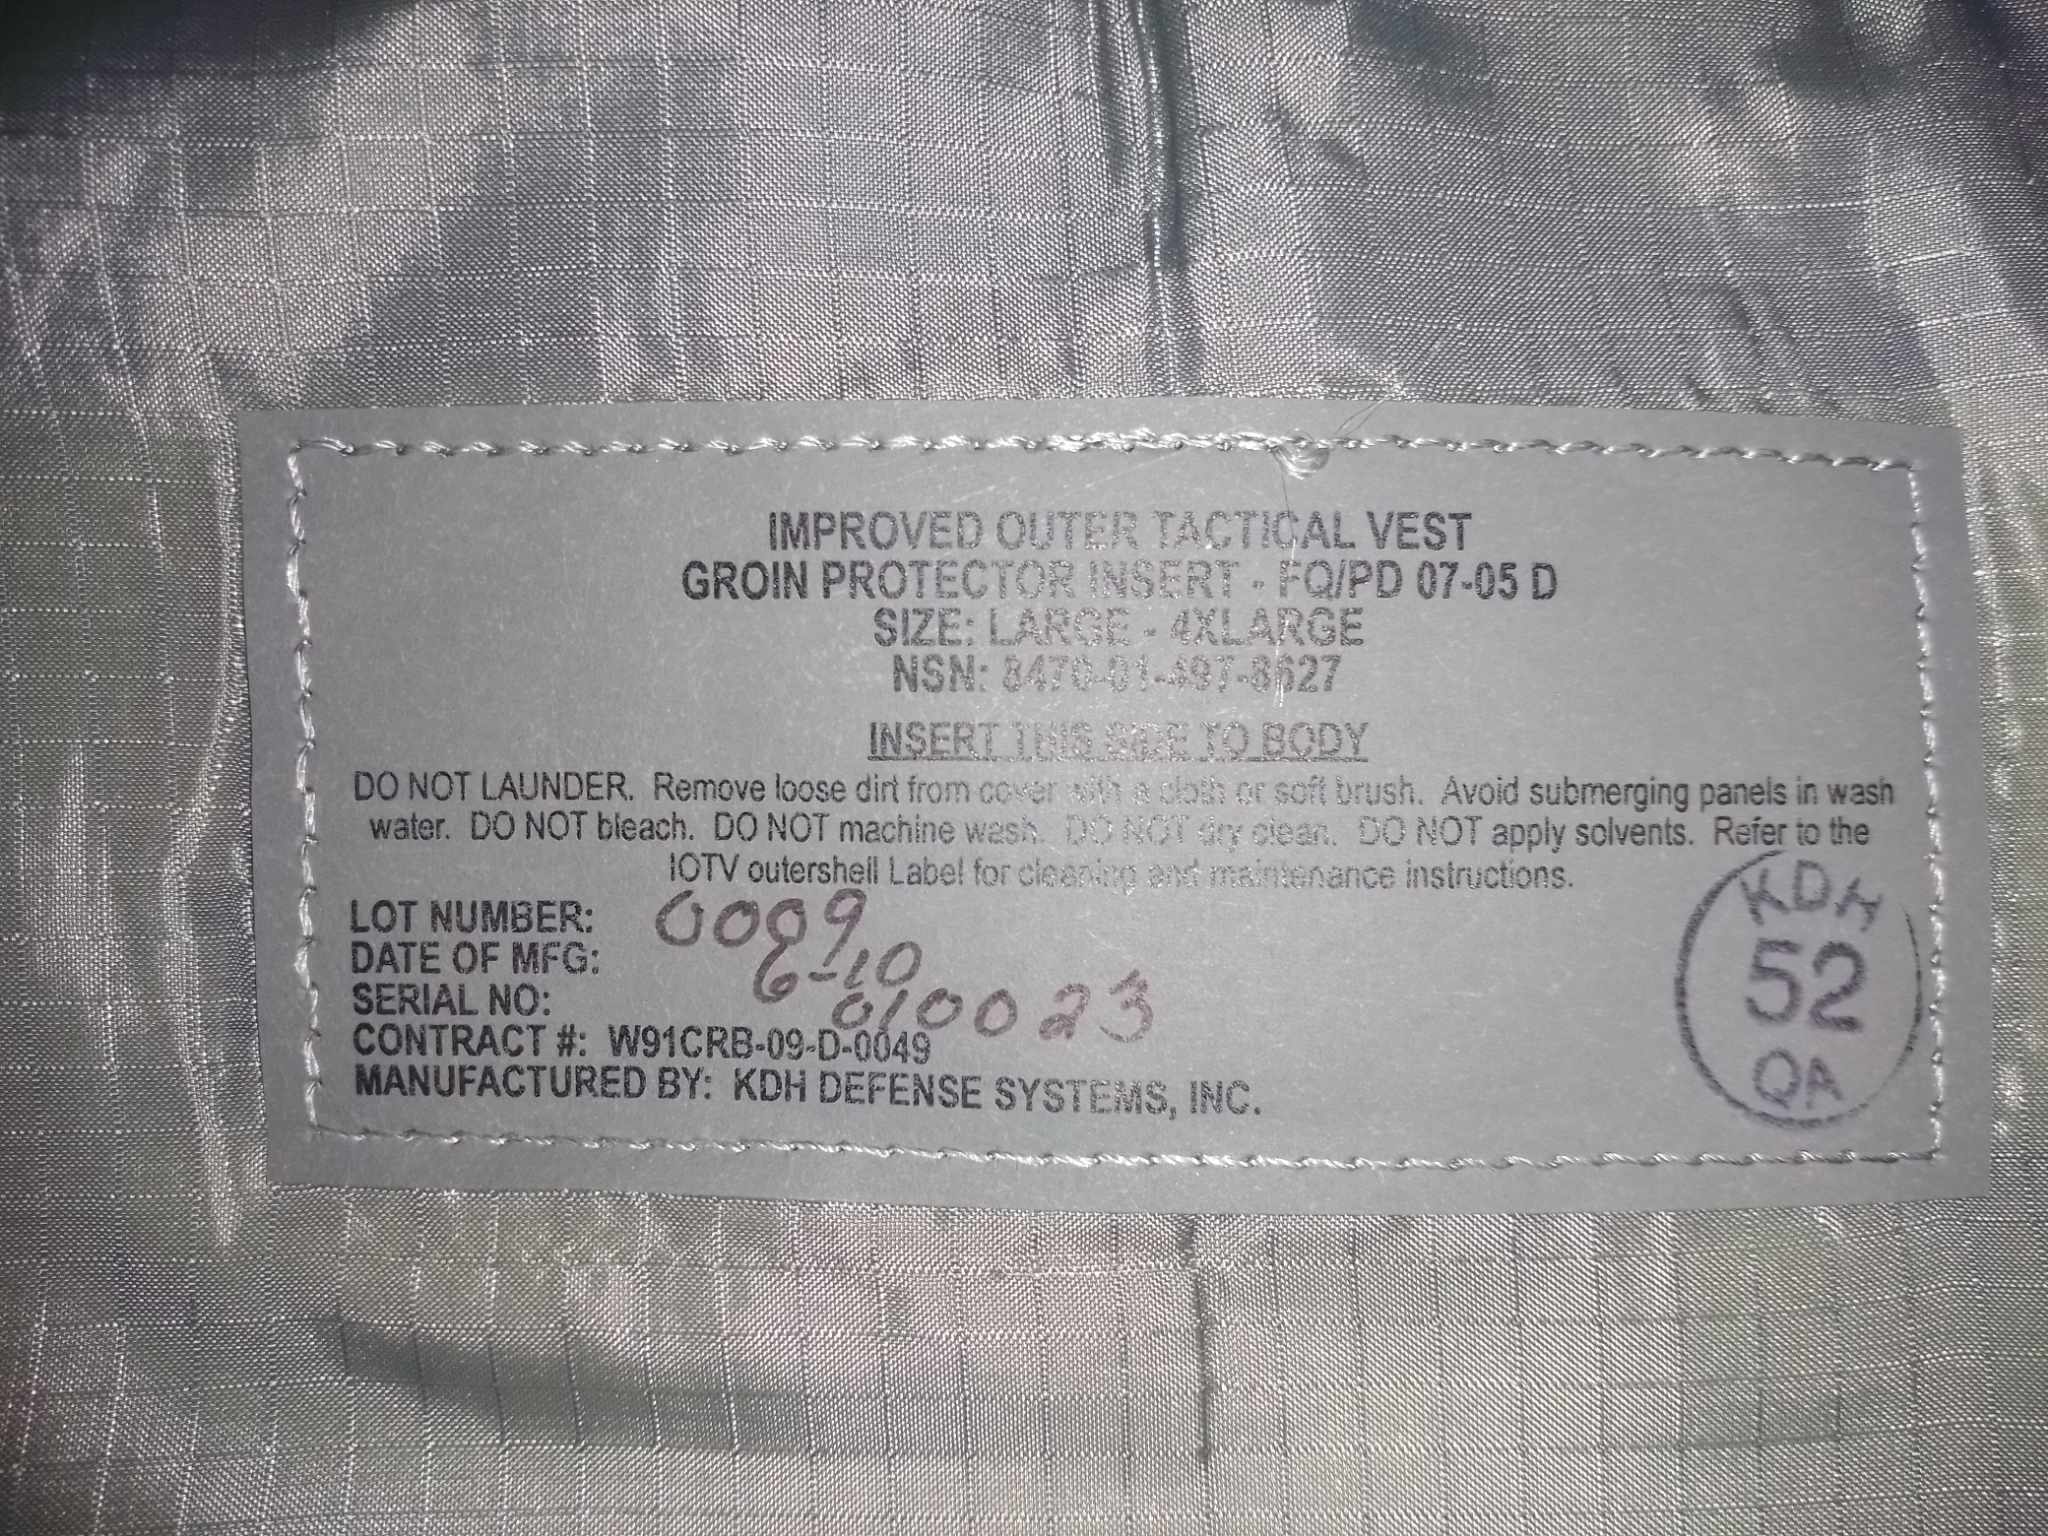 IMPROVED OUTER TACTICAL VEST
GROIN PROTECTOR INSERT - FQ/PD 07-05 D
SIZE: LARGE - 4XLARGE
NSN: 8470-01-497-8627
INSERT THIS SIDE TO BODY
DO NOT LAUNDER. Remove loose dirt from cover with a cloth or soft brush. Avoid submerging panels in wash
water. DO NOT bleach. DO NOT machine wash. DO NOT dry clean. DO NOT apply solvents. Refer to the
IOTV outershell Label for cleaning and maintenance instructions.
LOT NUMBER: 0009
DATE OF MFG: 6-10
SERIAL NO: 010023
CONTRACT #: W91CRB-09-D-0049
MANUFACTURED BY: KDH DEFENSE SYSTEMS, INC.
KDH
52
QA